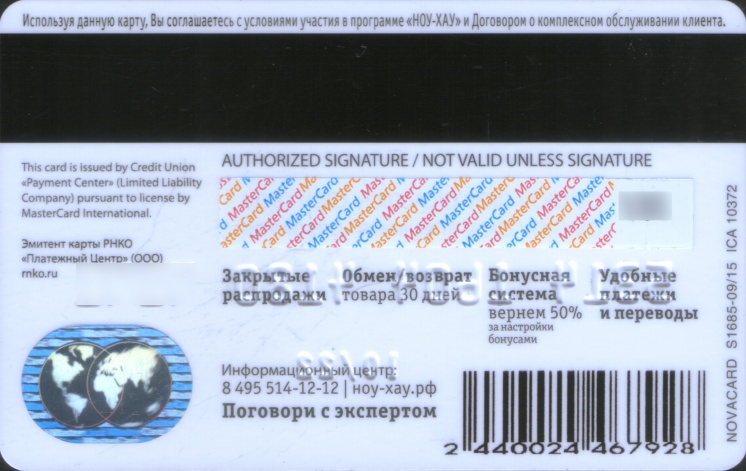 Используя данную карту, Вы соглашаетесь с условиями участия в программе «НОУ-ХАУ» и Договором о комплексном обслуживании клиента.
This card is issued by Credit Union
«Payment Center» (Limited Liability
Company) pursuant to license by
MasterCard International.
Эмитент карты РНКО
«Платежный Центр» (ООО)
rnko.ru
AUTHORIZED SIGNATURE / NOT VALID UNLESS SIGNATURE
MasterCard
Закрытые
распродажи
Обмен/возврат
товара 30 дней
Бонусная
система
вернем 50%
за настройки
бонусами
Удобные
платежи
и переводы
Информационный центр:
8 495 514-12-12 | ноу-хау.рф
Поговори с экспертом
2 440024 467928
NOVACARD S1685-09/15 ICA 10372